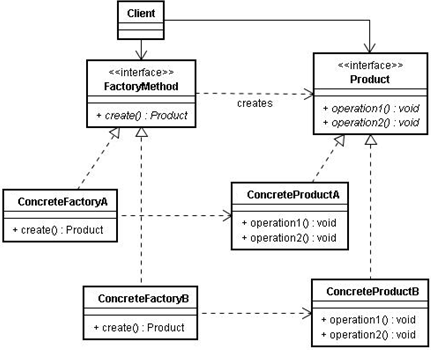 Client
<<interface>>
FactoryMethod
+ create() : Product
creates
<<interface>>
Product
+ operation1() : void
+ operation2() : void
ConcreteFactoryA
+ create() : Product
ConcreteProductA
+ operation1() : void
+ operation2() : void
ConcreteFactoryB
+ create() : Product
ConcreteProductB
+ operation1() : void
+ operation2() : void